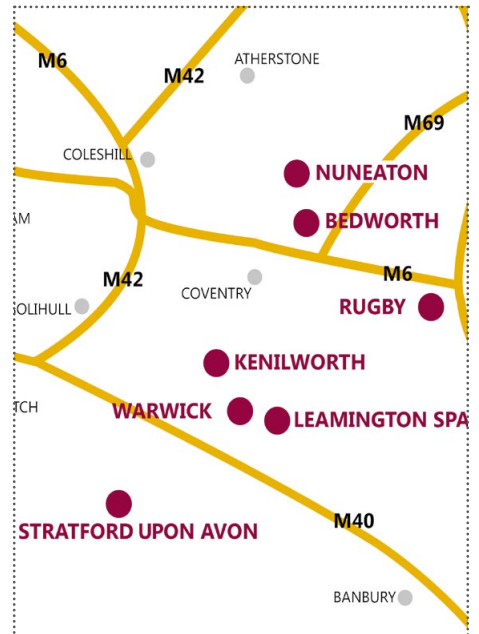 M6
ATHERSTONE
M42
M69
COLESHILL
NUNEATON
AM
BEDWORTH
M42
M6
COVENTRY
OLIHULL
RUGBY
KENILWORTH
TCH
WARWICK
LEAMINGTON SPA
STRATFORD UPON AVON
M40
BANBURY